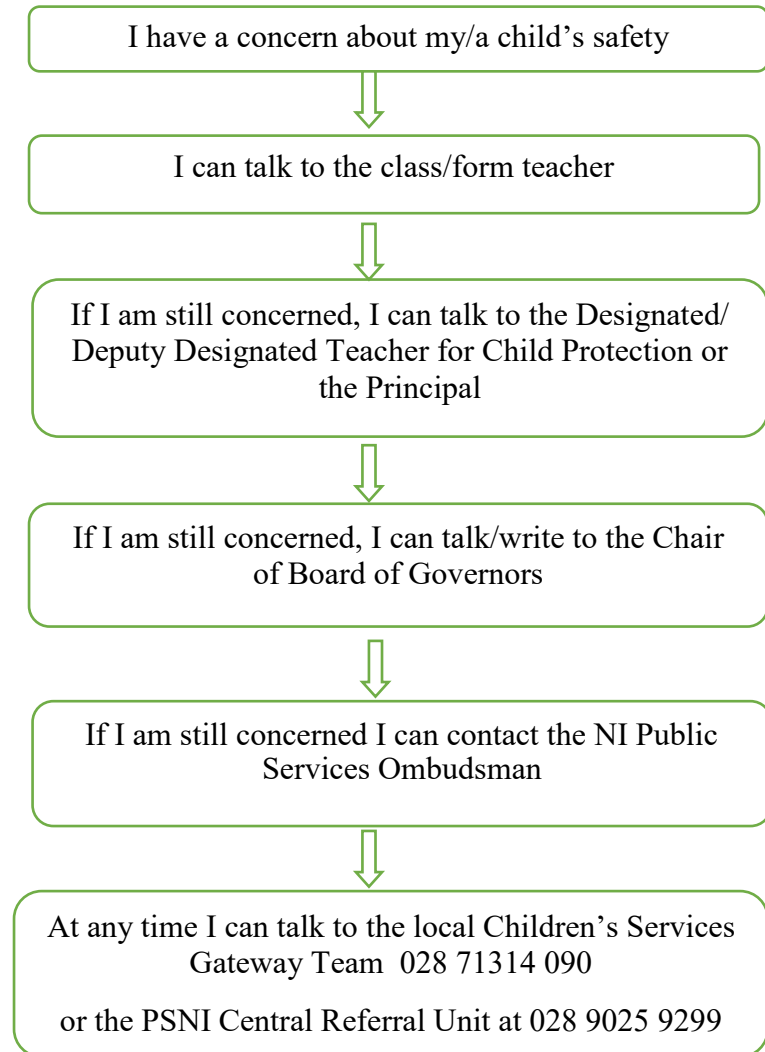 I have a concern about my/a child’s safety
I can talk to the class/form teacher
If I am still concerned, I can talk to the Designated/
Deputy Designated Teacher for Child Protection or
the Principal
If I am still concerned, I can talk/write to the Chair
of Board of Governors
If I am still concerned I can contact the NI Public
Services Ombudsman
At any time I can talk to the local Children’s Services
Gateway Team  028 71314 090
or the PSNI Central Referral Unit at 028 9025 9299